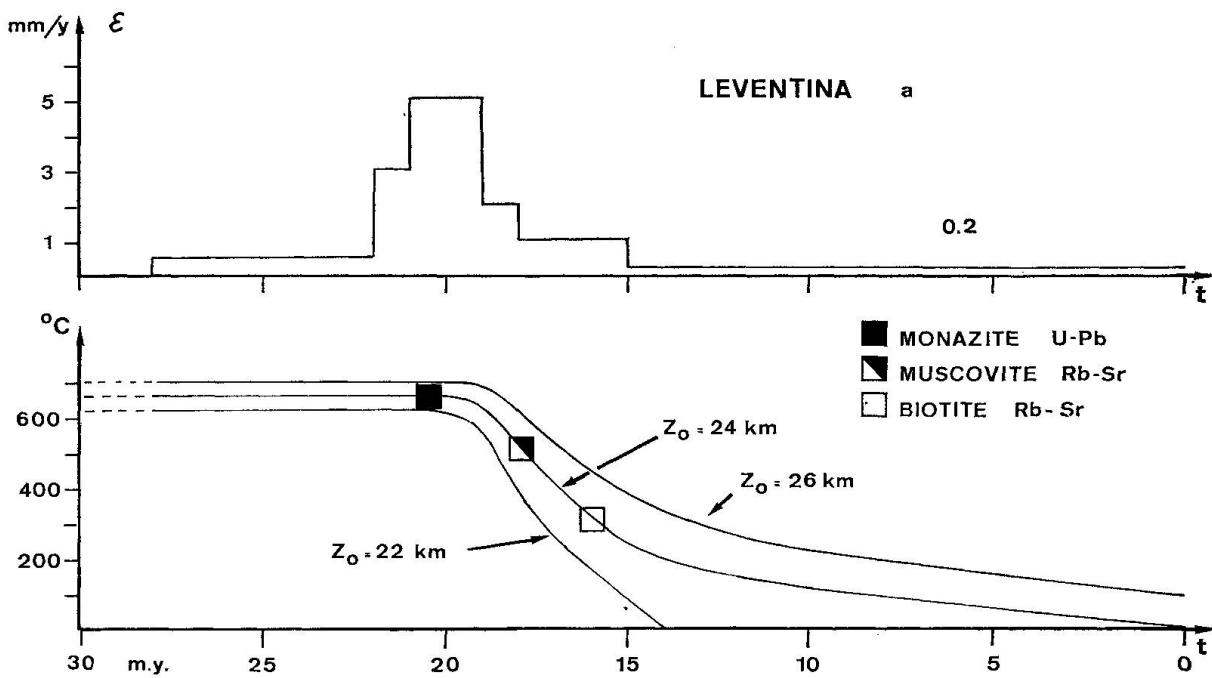 mm/y ε
LEVENTINA a
5
3
1
0.2
t
°C
MONAZITE U-Pb
MUSCOVITE Rb-Sr
BIOTITE Rb-Sr
600
400
200
Zo = 24 km
Zo = 26 km
Zo = 22 km
t
30 m.y. 25 20 15 10 5 0